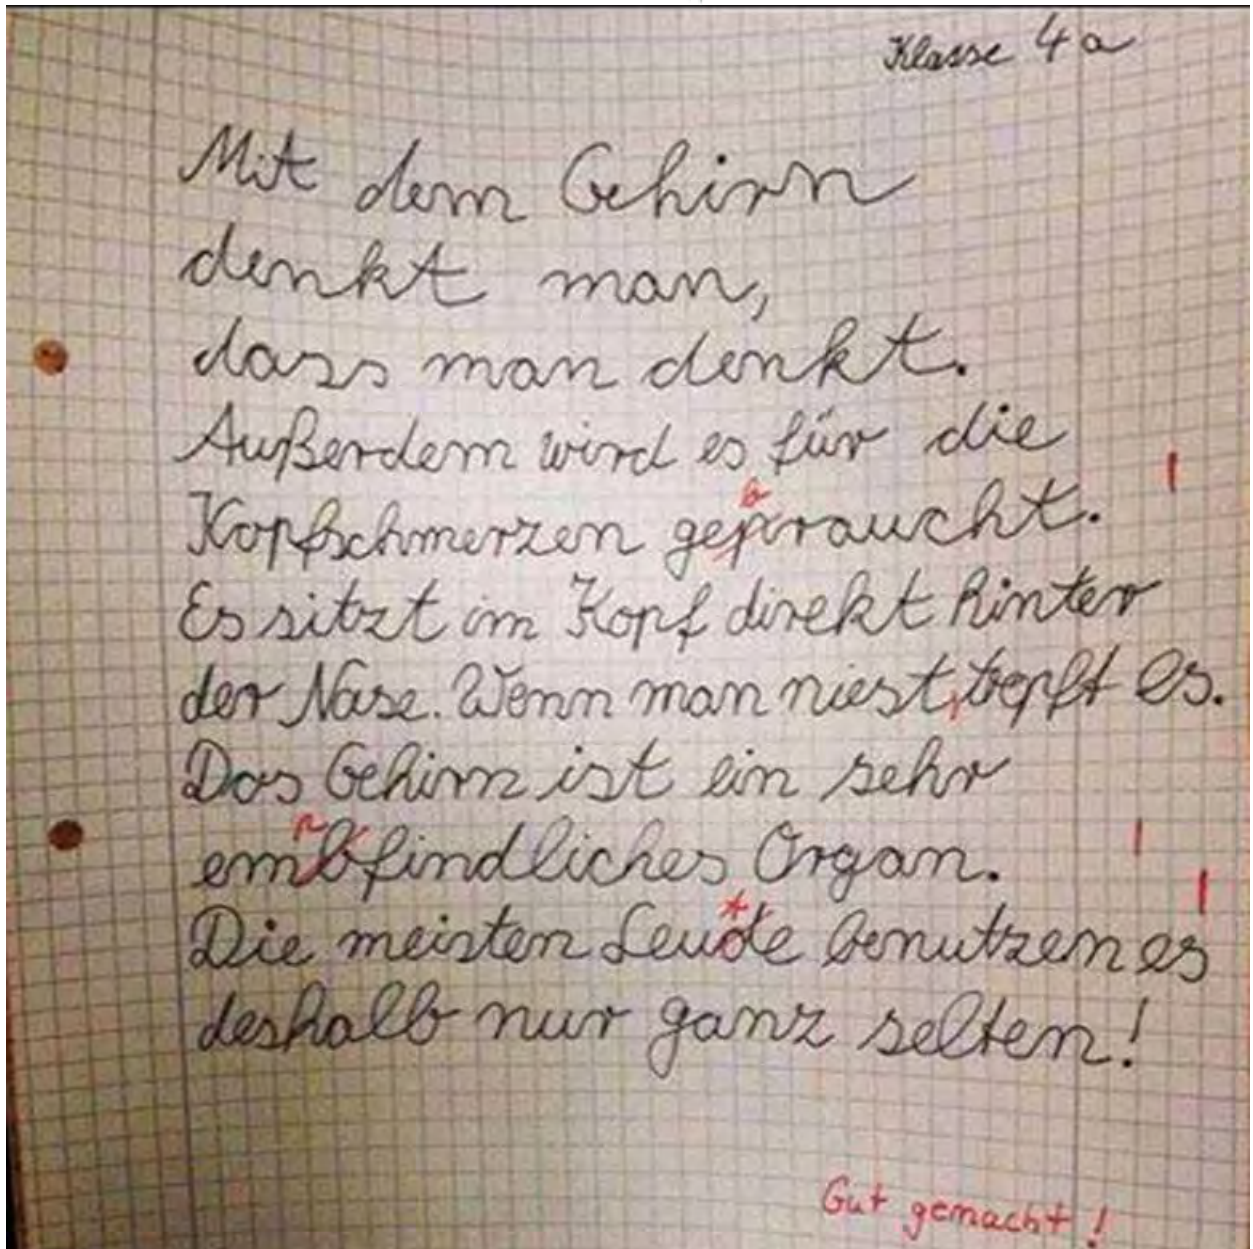 Klasse 4a
Mit dem Gehirn
denkt man,
dass man denkt.
Außerdem wird es für die
b
Kopfschmerzen gepraucht.
Es sitzt im Kopf direkt hinter
der Nase. Wenn man niest, tropft es.
Das Gehirn ist ein sehr
p
embfindliches Organ.
t
Die meisten Leude benutzen es
deshalb nur ganz selten!
Gut gemacht!